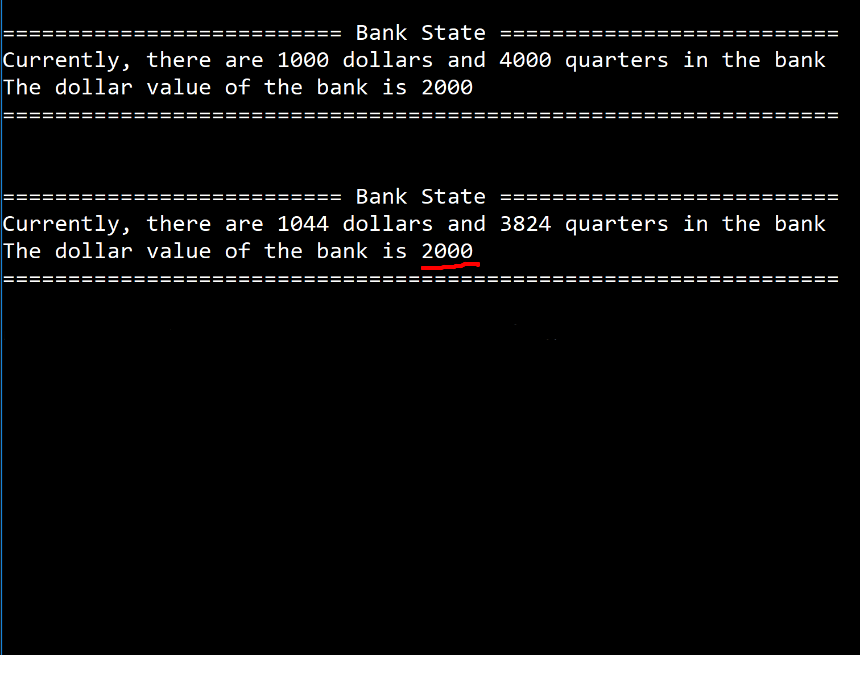 ========================== Bank State ==========================
Currently, there are 1000 dollars and 4000 quarters in the bank
The dollar value of the bank is 2000
================================================================
========================== Bank State ==========================
Currently, there are 1044 dollars and 3824 quarters in the bank
The dollar value of the bank is 2000
================================================================